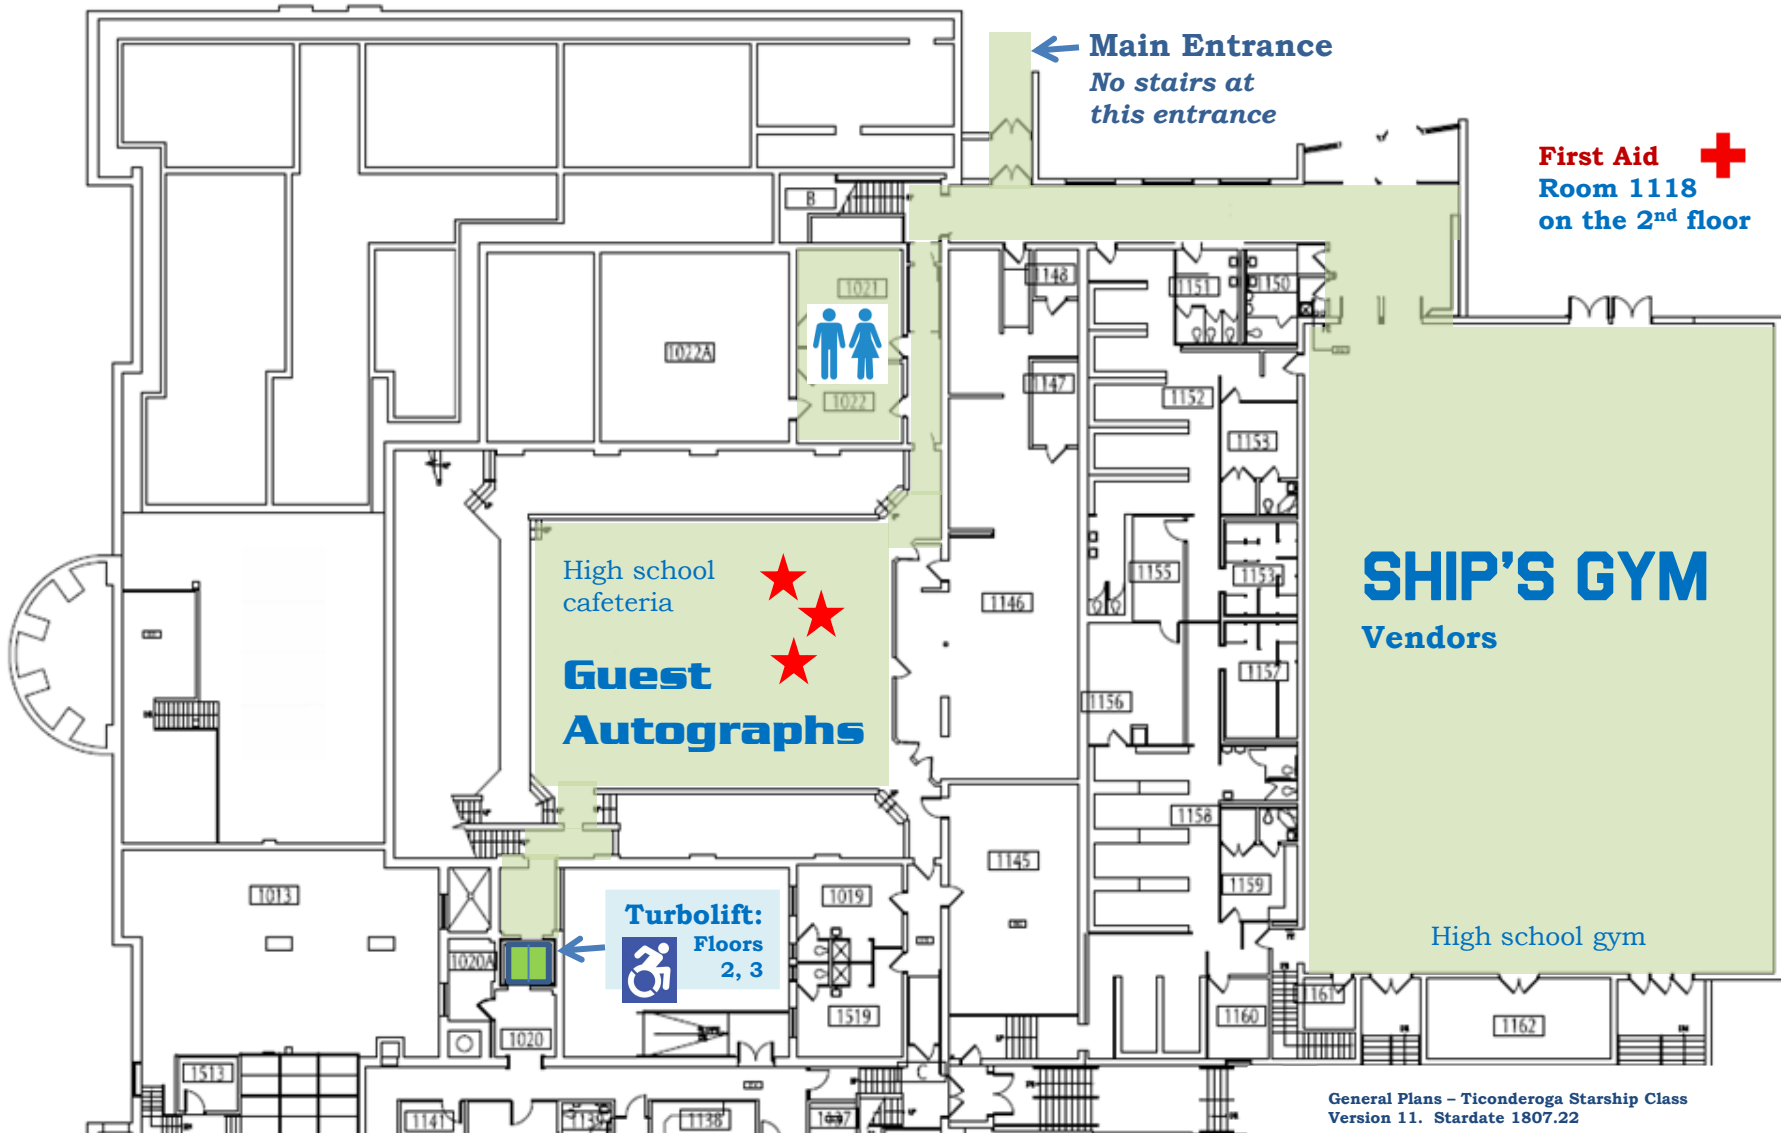 Main Entrance
No stairs at
this entrance
First Aid
Room 1118
on the 2nd floor
B
1021
1148
1151
1150
1022A
1022
1147
1152
1153
High school
cafeteria
Guest
Autographs
1146
1155
1153
SHIP'S GYM
Vendors
1156
1157
1158
1145
1159
1013
1019
Turbolift:
Floors
2, 3
1020A
High school gym
1519
1020
1160
1161
1162
1513
C
1141
1139
1138
General Plans – Ticonderoga Starship Class
Version 11.  Stardate 1807.22